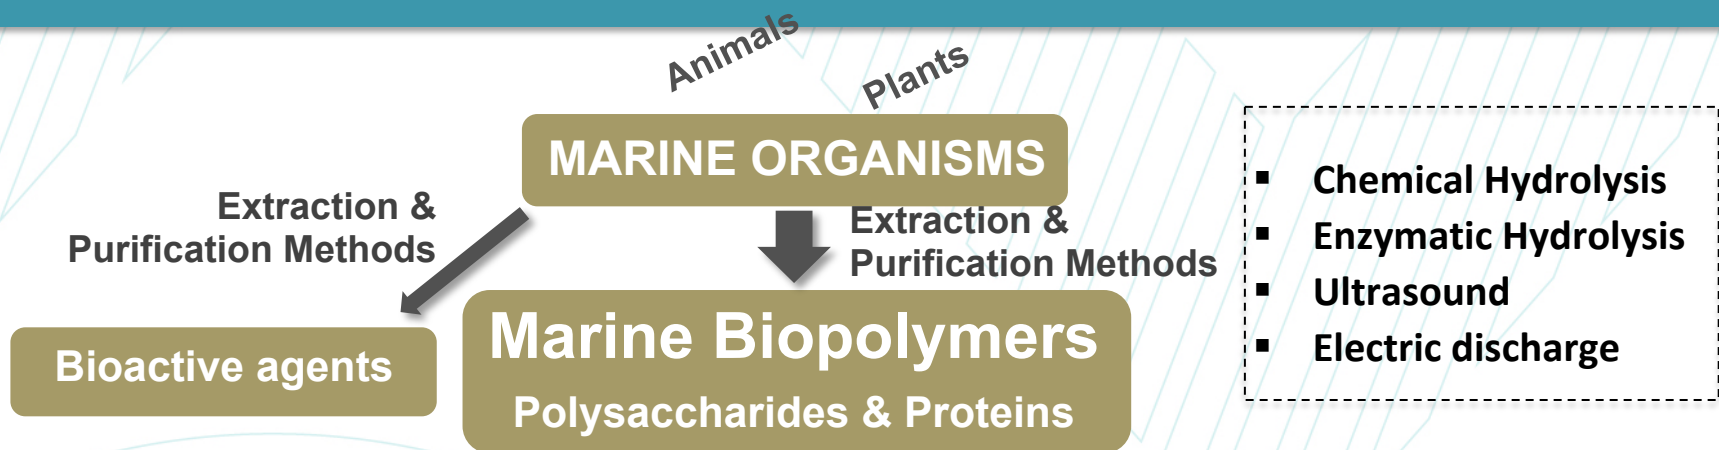 Animals
Plants
MARINE ORGANISMS
Extraction &
Purification Methods
Extraction &
Purification Methods
Bioactive agents
Marine Biopolymers
Polysaccharides & Proteins
▪ Chemical Hydrolysis
▪ Enzymatic Hydrolysis
▪ Ultrasound
▪ Electric discharge